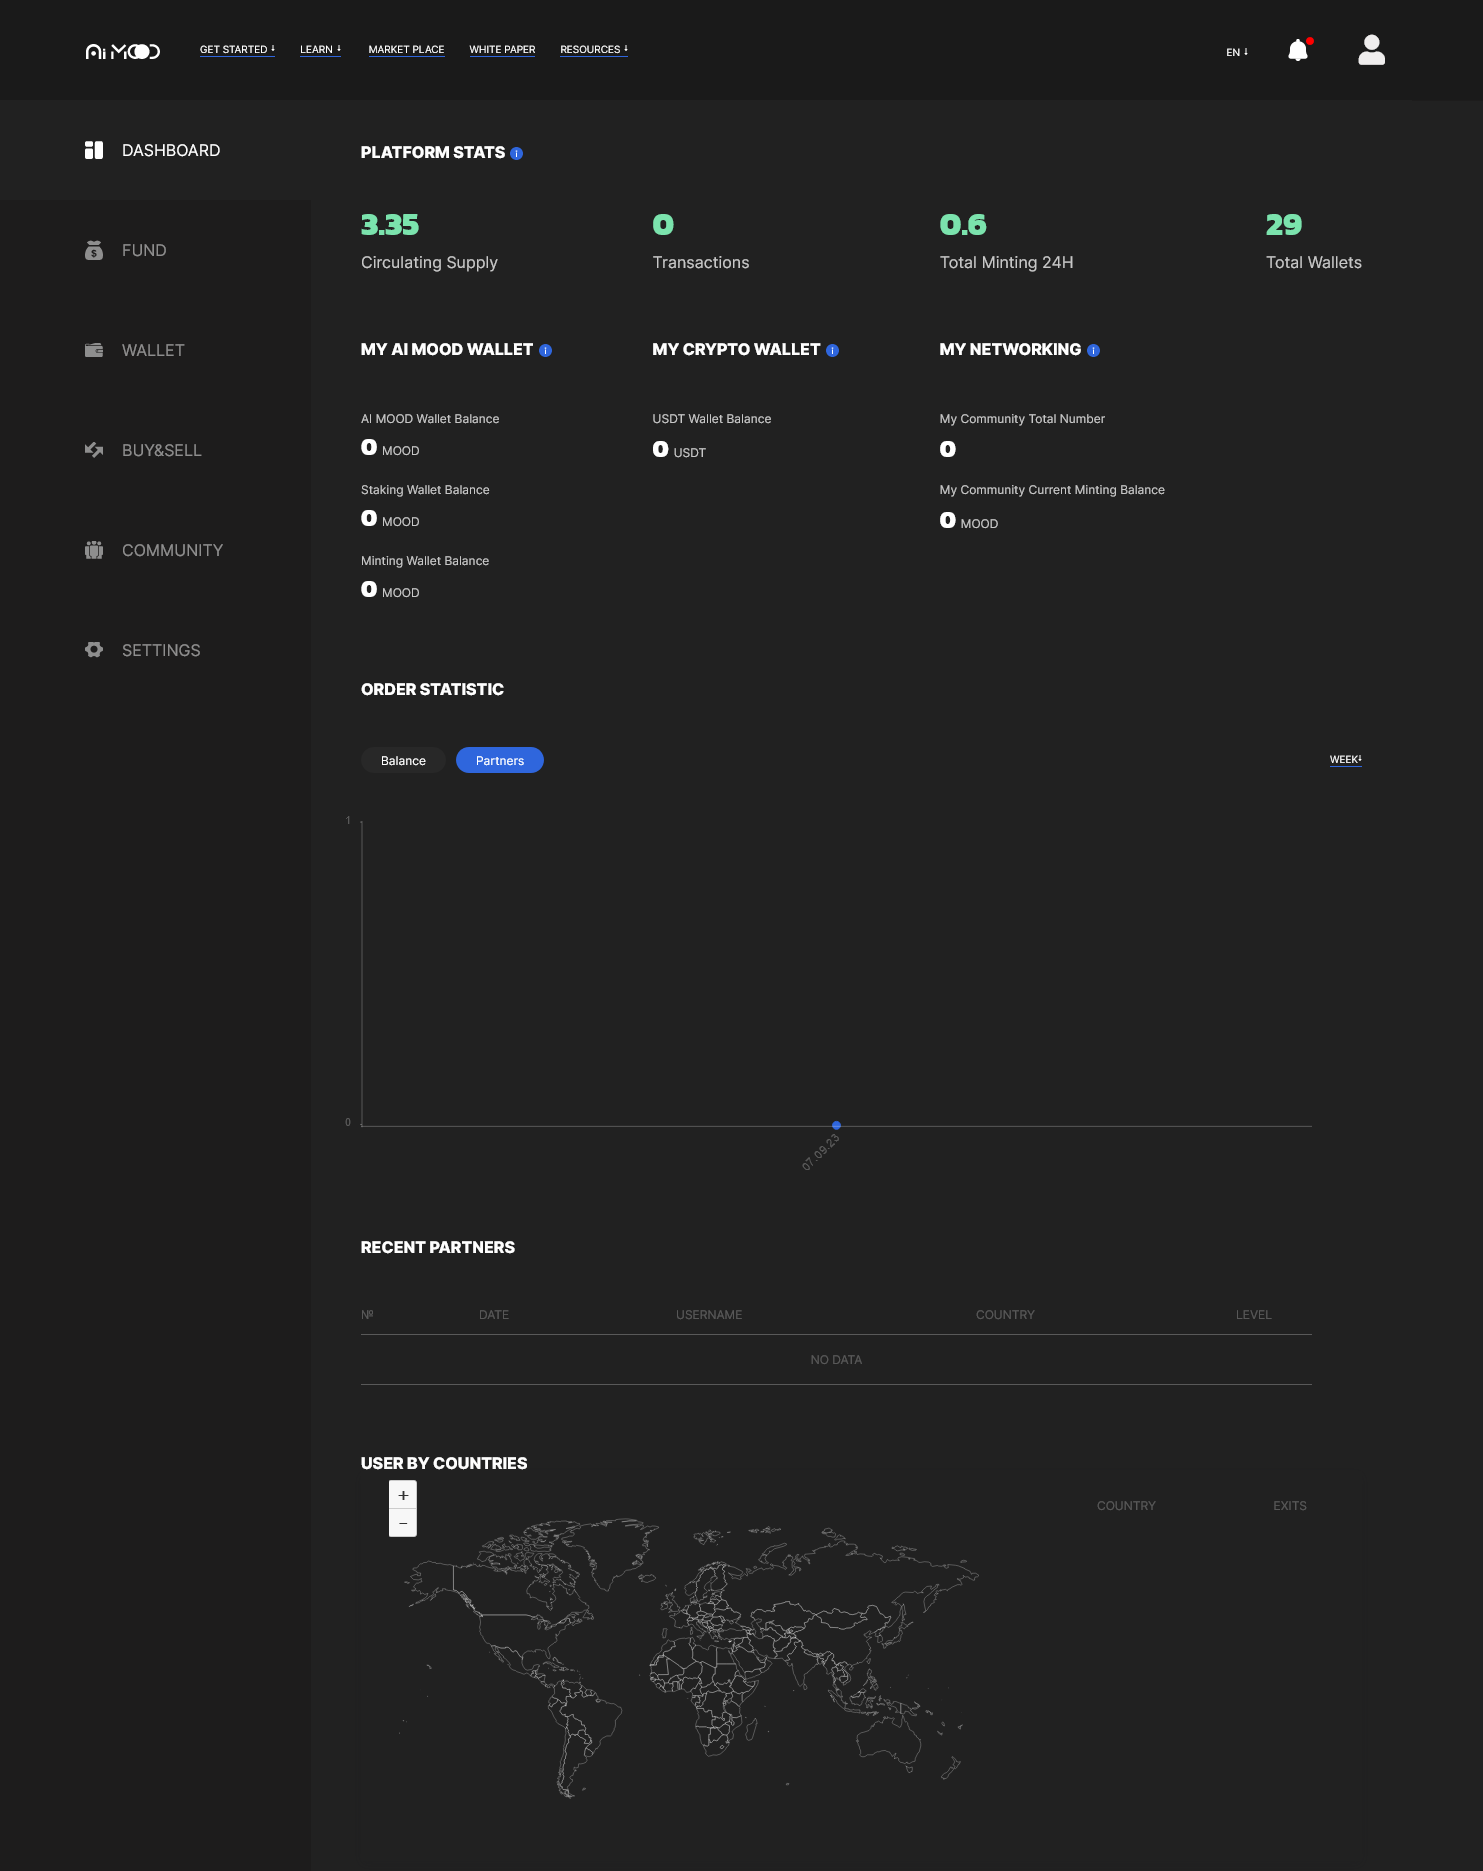 Ai MOOD
GET STARTED LEARN MARKET PLACE WHITE PAPER RESOURCES
EN
DASHBOARD
FUND
WALLET
BUY&SELL
COMMUNITY
SETTINGS
PLATFORM STATS
3.35 0 0.6 29
Circulating Supply Transactions Total Minting 24H Total Wallets
MY AI MOOD WALLET
AI MOOD Wallet Balance
0 MOOD
Staking Wallet Balance
0 MOOD
Minting Wallet Balance
0 MOOD
MY CRYPTO WALLET
USDT Wallet Balance
0 USDT
MY NETWORKING
My Community Total Number
0
My Community Current Minting Balance
0 MOOD
ORDER STATISTIC
Balance Partners WEEK
1
0
07.09.23
RECENT PARTNERS
№ DATE USERNAME COUNTRY LEVEL
NO DATA
USER BY COUNTRIES
+
−
COUNTRY EXITS